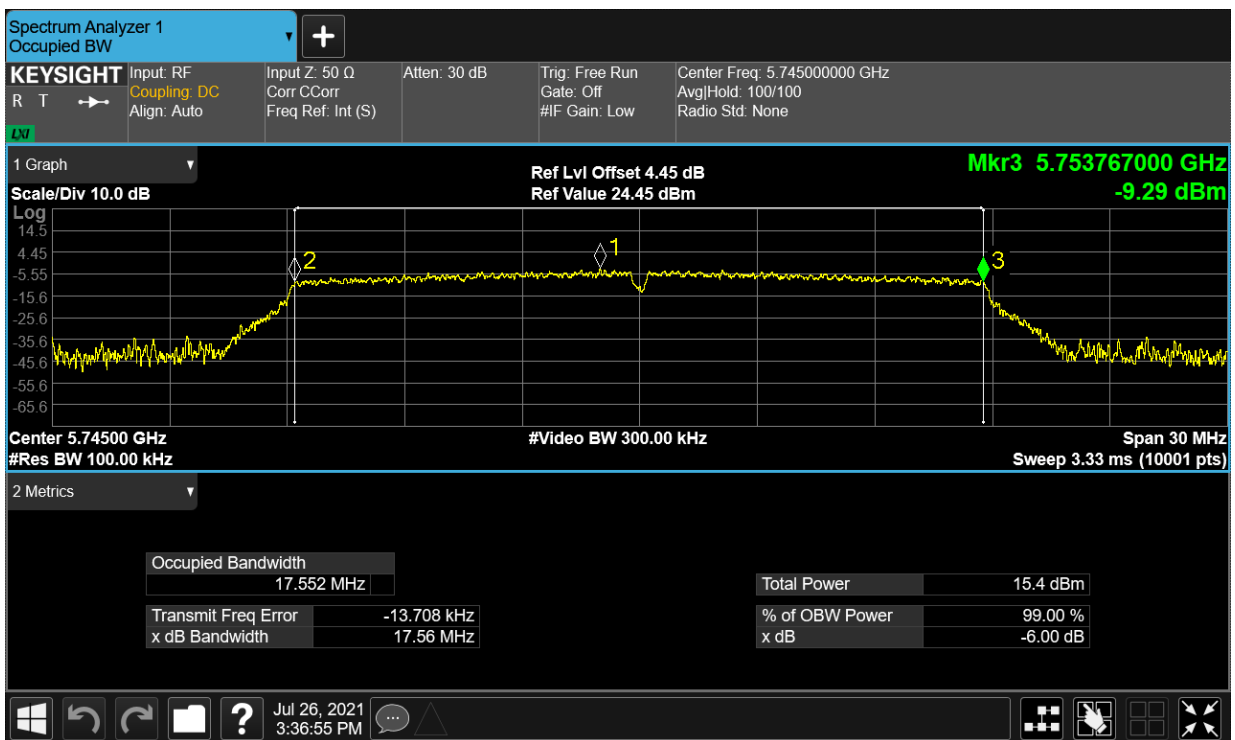 Spectrum Analyzer 1
Occupied BW
▼
+
KEYSIGHT
R T
LXI
Input: RF
Coupling: DC
Align: Auto
Input Z: 50 Ω
Corr CCorr
Freq Ref: Int (S)
Atten: 30 dB
Trig: Free Run
Gate: Off
#IF Gain: Low
Center Freq: 5.745000000 GHz
Avg|Hold: 100/100
Radio Std: None
1 Graph
▼
Scale/Div 10.0 dB
Ref Lvl Offset 4.45 dB
Ref Value 24.45 dBm
Mkr3 5.753767000 GHz
-9.29 dBm
Log
14.5
4.45
-5.55
-15.6
-25.6
-35.6
-45.6
-55.6
-65.6
2
1
3
Center 5.74500 GHz
#Res BW 100.00 kHz
#Video BW 300.00 kHz
Span 30 MHz
Sweep 3.33 ms (10001 pts)
2 Metrics
▼
Occupied Bandwidth
17.552 MHz
Transmit Freq Error -13.708 kHz
x dB Bandwidth 17.56 MHz
Total Power 15.4 dBm
% of OBW Power 99.00 %
x dB -6.00 dB
?
Jul 26, 2021
3:36:55 PM